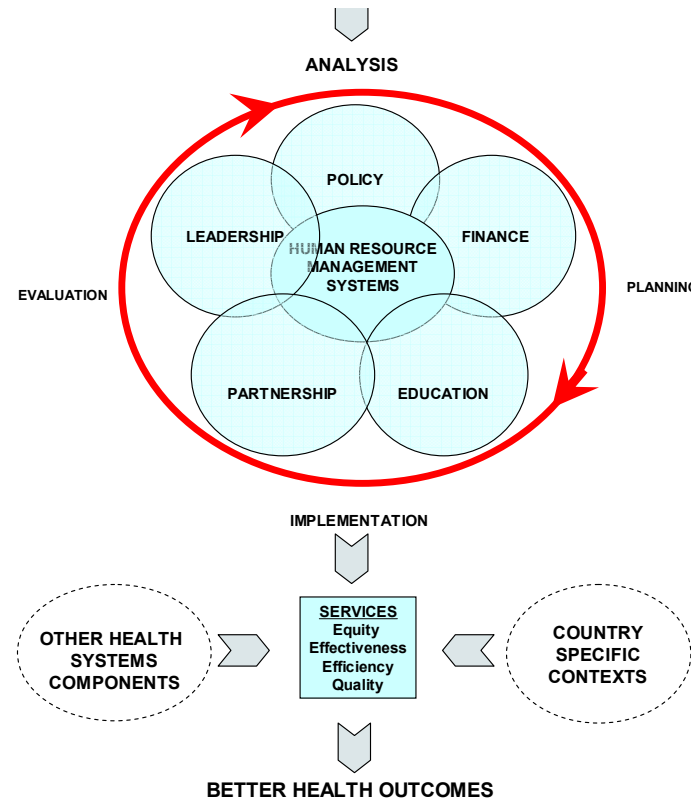 ANALYSIS
POLICY
LEADERSHIP
FINANCE
HUMAN RESOURCE
MANAGEMENT
SYSTEMS
EVALUATION
PLANNING
PARTNERSHIP
EDUCATION
IMPLEMENTATION
OTHER HEALTH
SYSTEMS
COMPONENTS
SERVICES
Equity
Effectiveness
Efficiency
Quality
COUNTRY
SPECIFIC
CONTEXTS
BETTER HEALTH OUTCOMES